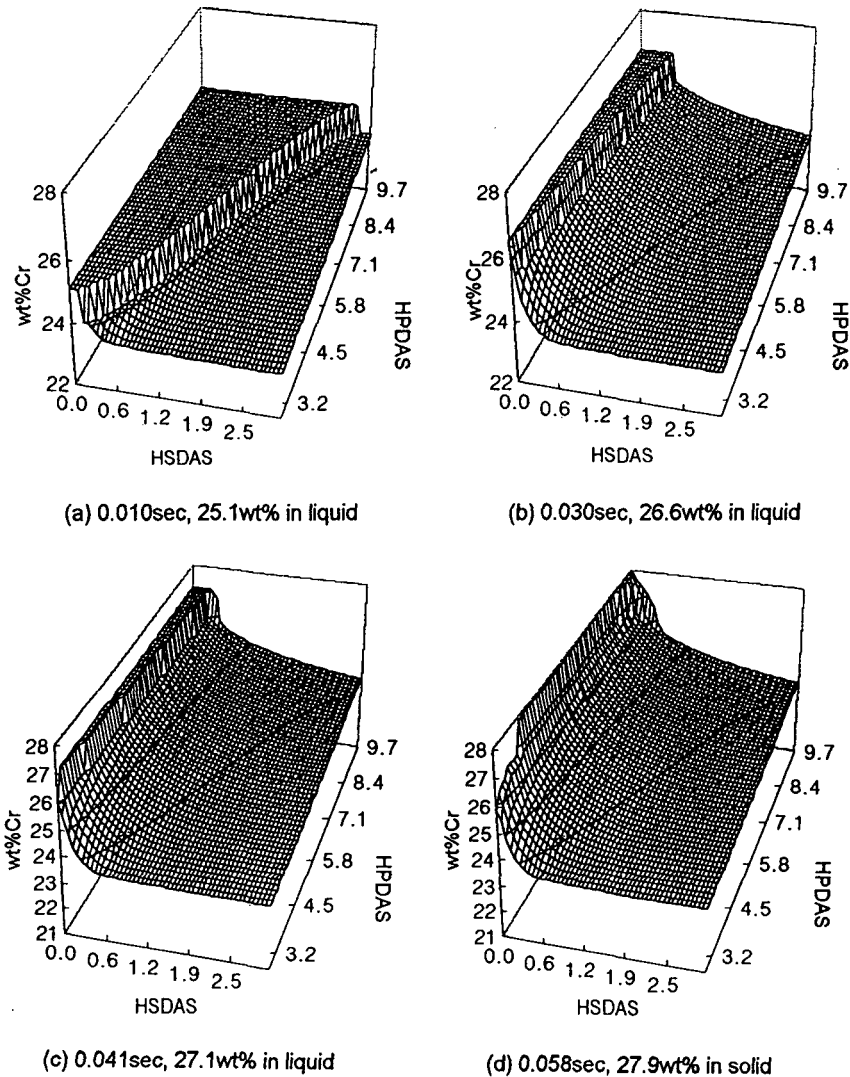 28
26
24
22
wt%Cr
0.0 0.6 1.2 1.9 2.5
HSDAS
3.2
4.5
5.8
7.1
8.4
9.7
HPDAS
(a) 0.010sec, 25.1wt% in liquid
28
26
24
22
wt%Cr
0.0 0.6 1.2 1.9 2.5
HSDAS
3.2
4.5
5.8
7.1
8.4
9.7
HPDAS
(b) 0.030sec, 26.6wt% in liquid
28
27
26
25
24
23
22
21
wt%Cr
0.0 0.6 1.2 1.9 2.5
HSDAS
3.2
4.5
5.8
7.1
8.4
9.7
HPDAS
(c) 0.041sec, 27.1wt% in liquid
28
27
26
25
24
23
22
21
wt%Cr
0.0 0.6 1.2 1.9 2.5
HSDAS
3.2
4.5
5.8
7.1
8.4
9.7
HPDAS
(d) 0.058sec, 27.9wt% in solid